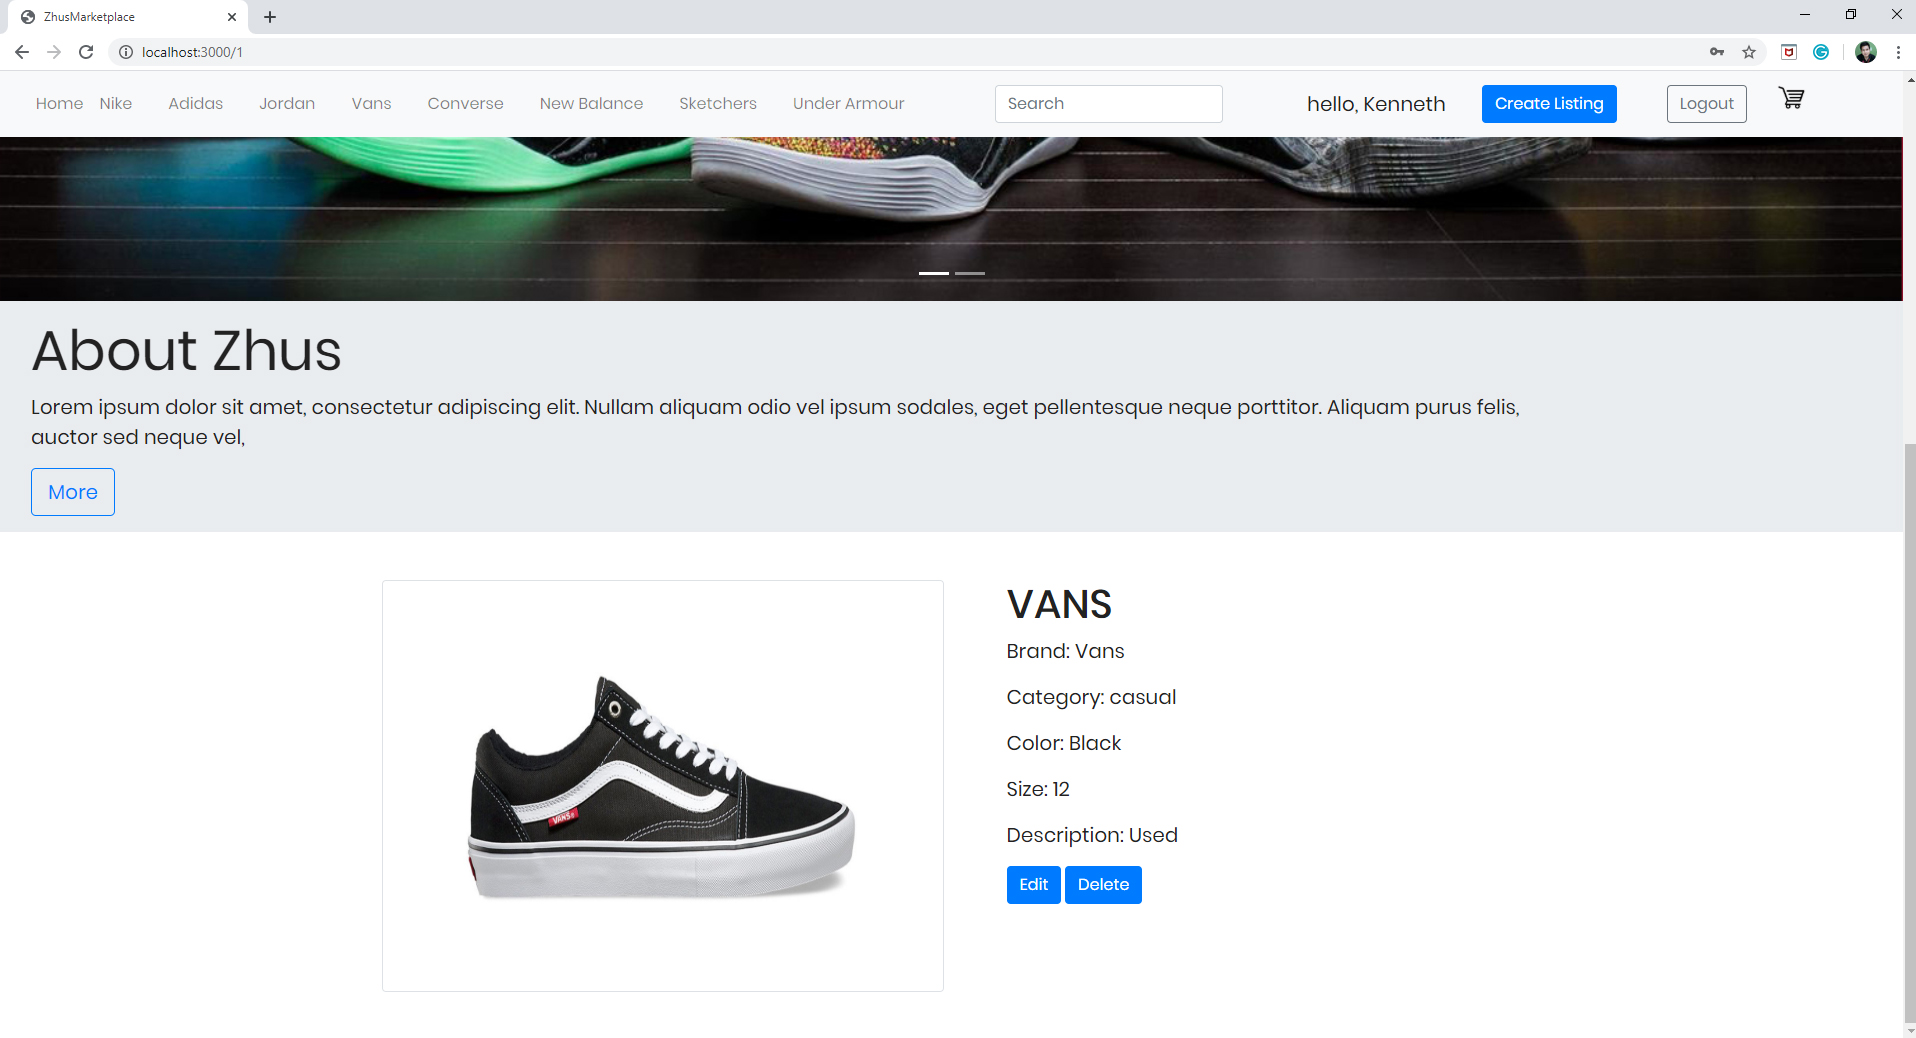 ZhusMarketplace
localhost:3000/1
Home Nike Adidas Jordan Vans Converse New Balance Sketchers Under Armour Search hello, Kenneth Create Listing Logout
About Zhus
Lorem ipsum dolor sit amet, consectetur adipiscing elit. Nullam aliquam odio vel ipsum sodales, eget pellentesque neque porttitor. Aliquam purus felis,
auctor sed neque vel,
More
VANS
Brand: Vans
Category: casual
Color: Black
Size: 12
Description: Used
Edit Delete
VANS